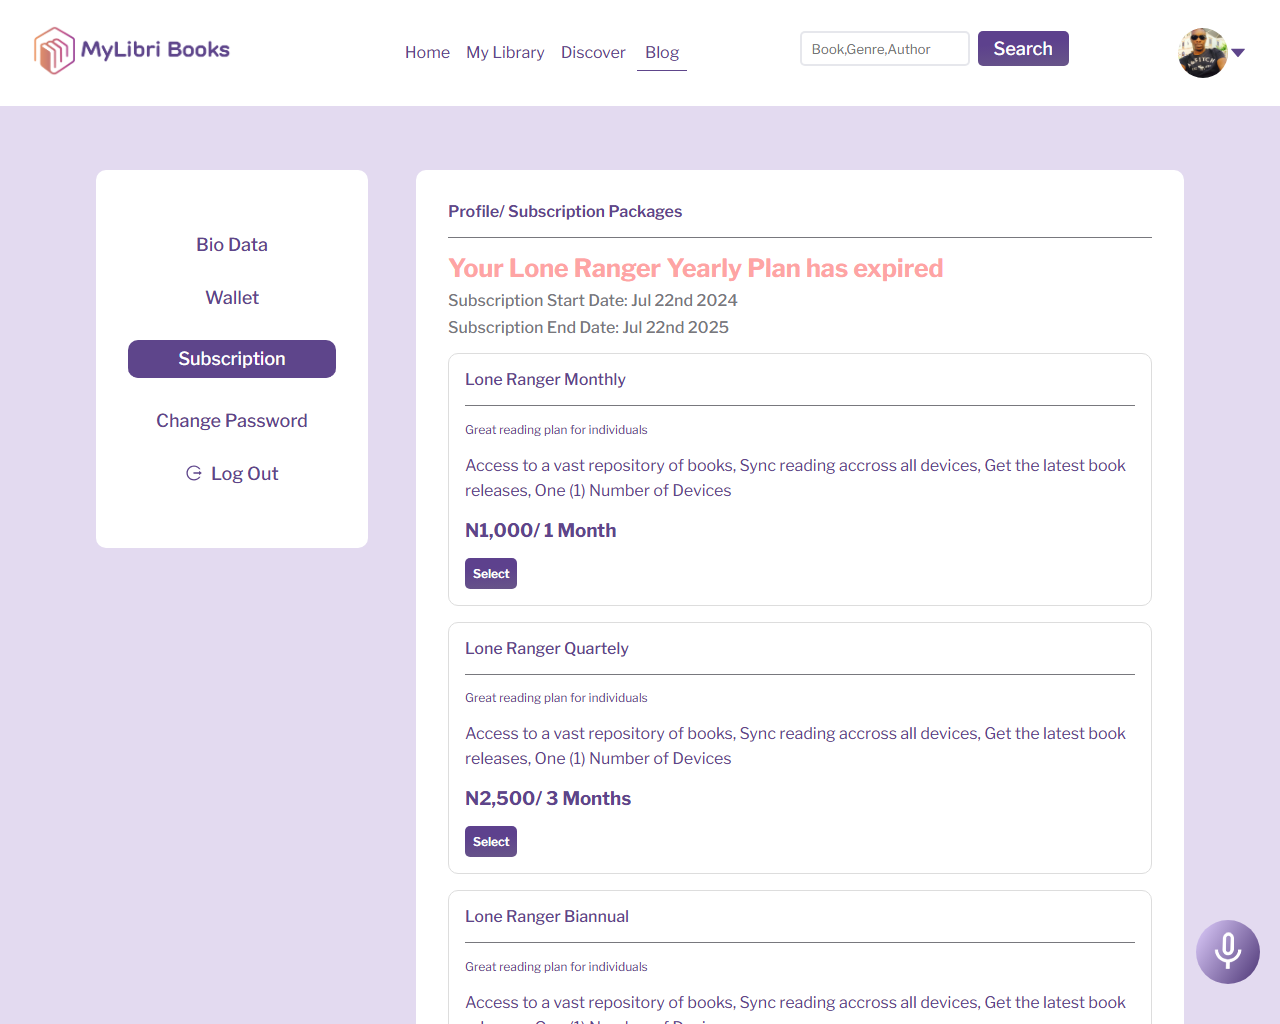 MyLibri Books
Home
My Library
Discover
Blog
Book,Genre,Author
Search
Bio Data
Wallet
Subscription
Change Password
Log Out
Profile/ Subscription Packages
Your Lone Ranger Yearly Plan has expired
Subscription Start Date: Jul 22nd 2024
Subscription End Date: Jul 22nd 2025
Lone Ranger Monthly
Great reading plan for individuals
Access to a vast repository of books, Sync reading accross all devices, Get the latest book
releases, One (1) Number of Devices
N1,000/ 1 Month
Select
Lone Ranger Quartely
Great reading plan for individuals
Access to a vast repository of books, Sync reading accross all devices, Get the latest book
releases, One (1) Number of Devices
N2,500/ 3 Months
Select
Lone Ranger Biannual
Great reading plan for individuals
Access to a vast repository of books, Sync reading accross all devices, Get the latest book